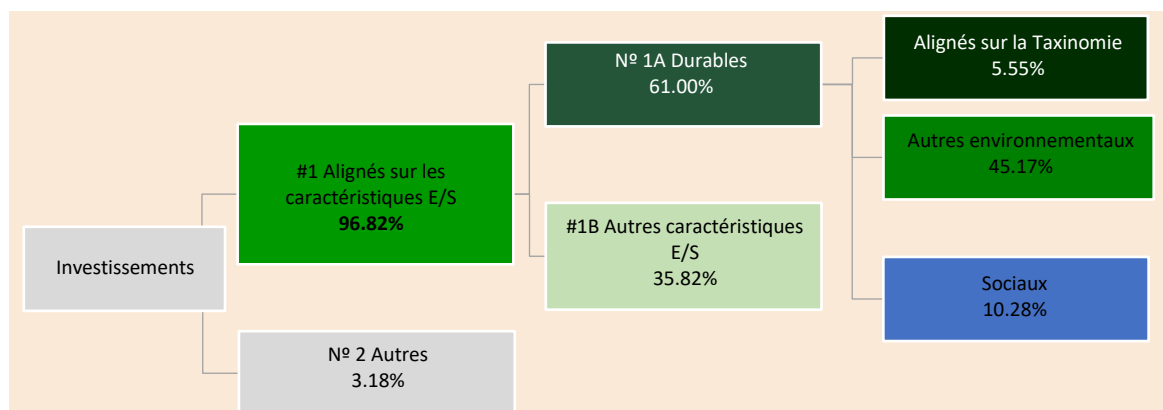 Investissements
#1 Alignés sur les
caractéristiques E/S
96.82%
Nº 2 Autres
3.18%
Nº 1A Durables
61.00%
#1B Autres caractéristiques
E/S
35.82%
Alignés sur la Taxinomie
5.55%
Autres environnementaux
45.17%
Sociaux
10.28%